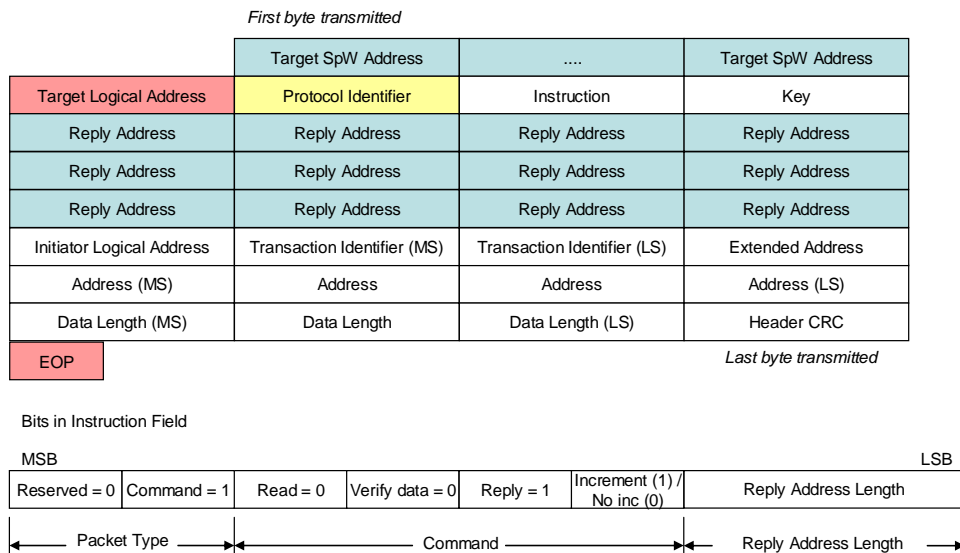 First byte transmitted
Target SpW Address .... Target SpW Address
Target Logical Address Protocol Identifier Instruction Key
Reply Address Reply Address Reply Address Reply Address
Reply Address Reply Address Reply Address Reply Address
Reply Address Reply Address Reply Address Reply Address
Initiator Logical Address Transaction Identifier (MS) Transaction Identifier (LS) Extended Address
Address (MS) Address Address Address (LS)
Data Length (MS) Data Length Data Length (LS) Header CRC
EOP Last byte transmitted
Bits in Instruction Field
MSB LSB
Reserved = 0 Command = 1 Read = 0 Verify data = 0 Reply = 1 Increment (1) / No inc (0) Reply Address Length
Packet Type Command Reply Address Length